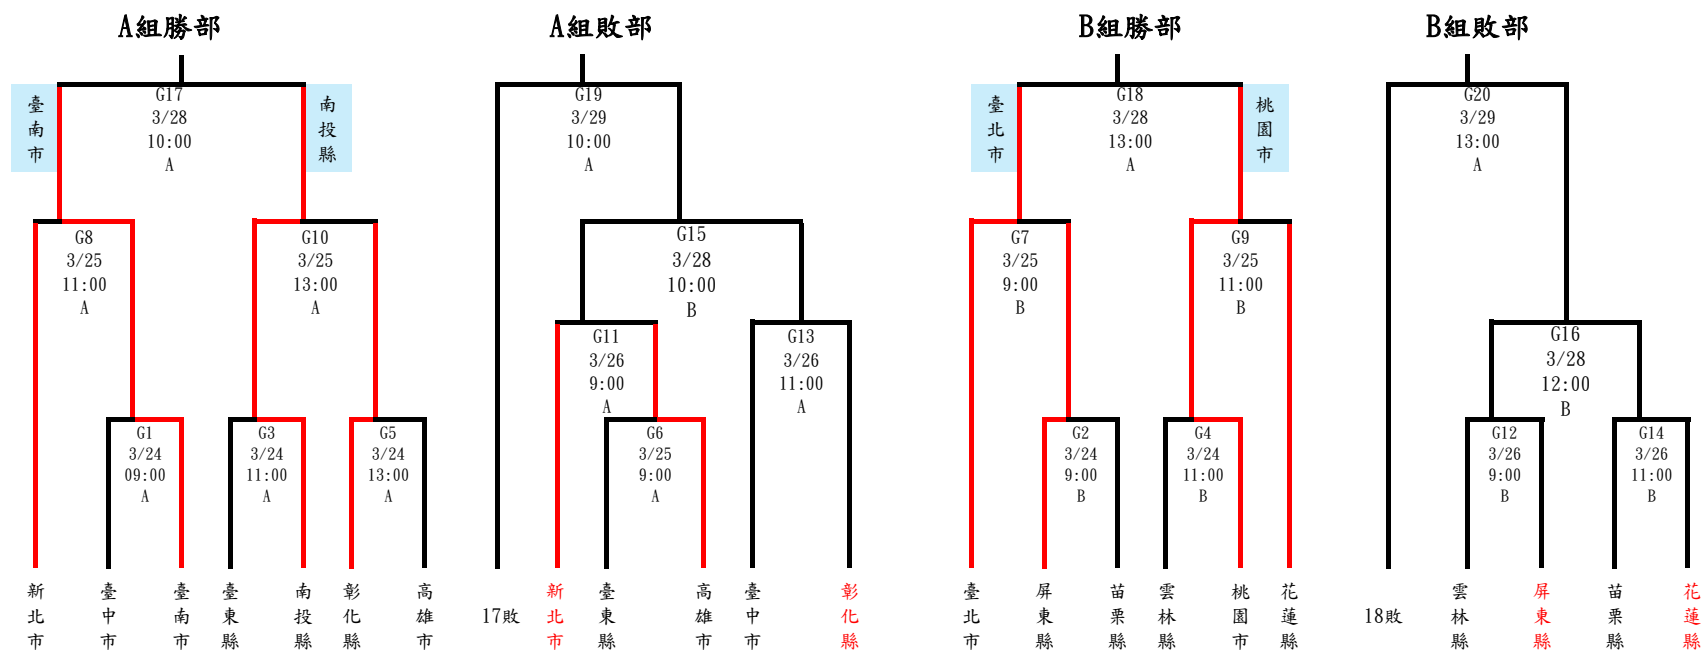 A組勝部
A組敗部
B組勝部
B組敗部
臺南市
G17
3/28
10:00
A
南投縣
G19
3/29
10:00
A
臺北市
G18
3/28
13:00
A
桃園市
G20
3/29
13:00
A
G8
3/25
11:00
A
G10
3/25
13:00
A
G15
3/28
10:00
B
G7
3/25
9:00
B
G9
3/25
11:00
B
G11
3/26
9:00
A
G13
3/26
11:00
A
G16
3/28
12:00
B
G1
3/24
09:00
A
G3
3/24
11:00
A
G5
3/24
13:00
A
G6
3/25
9:00
A
G2
3/24
9:00
B
G4
3/24
11:00
B
G12
3/26
9:00
B
G14
3/26
11:00
B
新北市
臺中市
臺南市
臺東縣
南投縣
彰化縣
高雄市
17敗
新北市
臺東縣
高雄市
臺中市
彰化縣
臺北市
屏東縣
苗栗縣
雲林縣
桃園市
花蓮縣
18敗
雲林縣
屏東縣
苗栗縣
花蓮縣